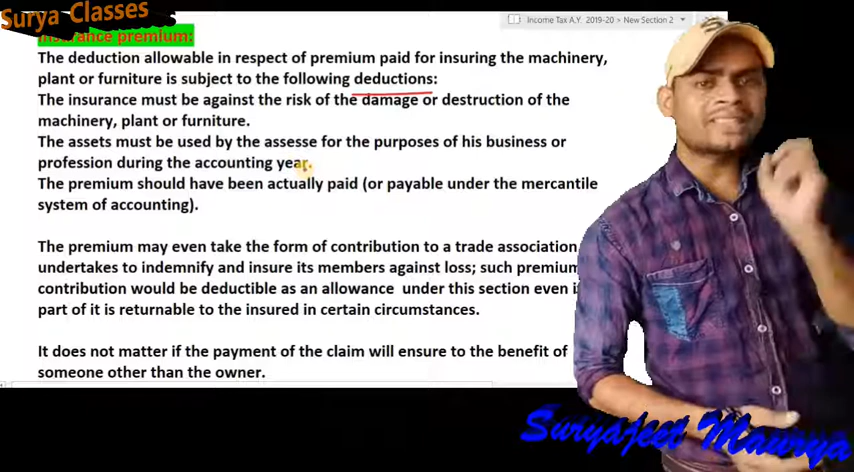 Surya Classes
Income Tax A.Y. 2019-20 > New Section 2
Insurance premium:
The deduction allowable in respect of premium paid for insuring the machinery,
plant or furniture is subject to the following deductions:
The insurance must be against the risk of the damage or destruction of the
machinery, plant or furniture.
The assets must be used by the assesse for the purposes of his business or
profession during the accounting year.
The premium should have been actually paid (or payable under the mercantile
system of accounting).
The premium may even take the form of contribution to a trade association
undertakes to indemnify and insure its members against loss; such premium
contribution would be deductible as an allowance under this section even
part of it is returnable to the insured in certain circumstances.
It does not matter if the payment of the claim will ensure to the benefit of
someone other than the owner.
Suryajeet Maurya